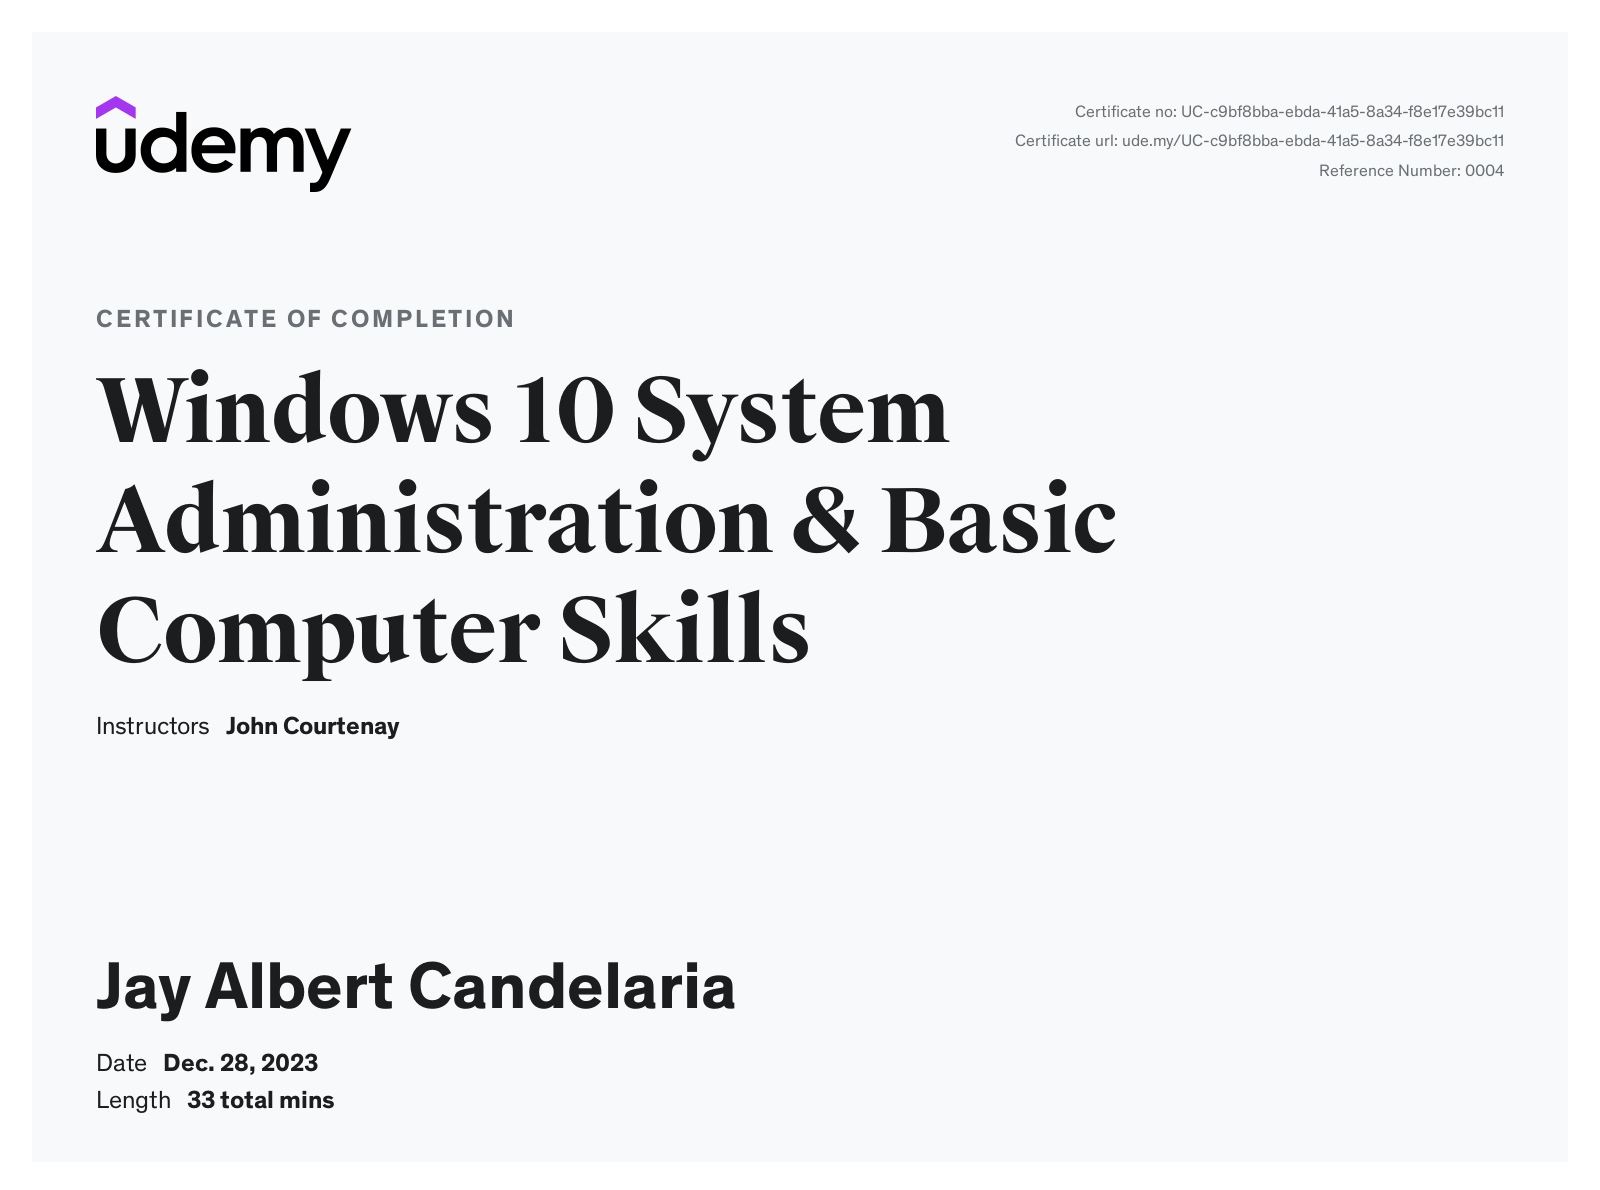 udemy
Certificate no: UC-c9bf8bba-ebda-41a5-8a34-f8e17e39bc11
Certificate url: ude.my/UC-c9bf8bba-ebda-41a5-8a34-f8e17e39bc11
Reference Number: 0004
CERTIFICATE OF COMPLETION
Windows 10 System
Administration & Basic
Computer Skills
Instructors John Courtenay
Jay Albert Candelaria
Date Dec. 28, 2023
Length 33 total mins